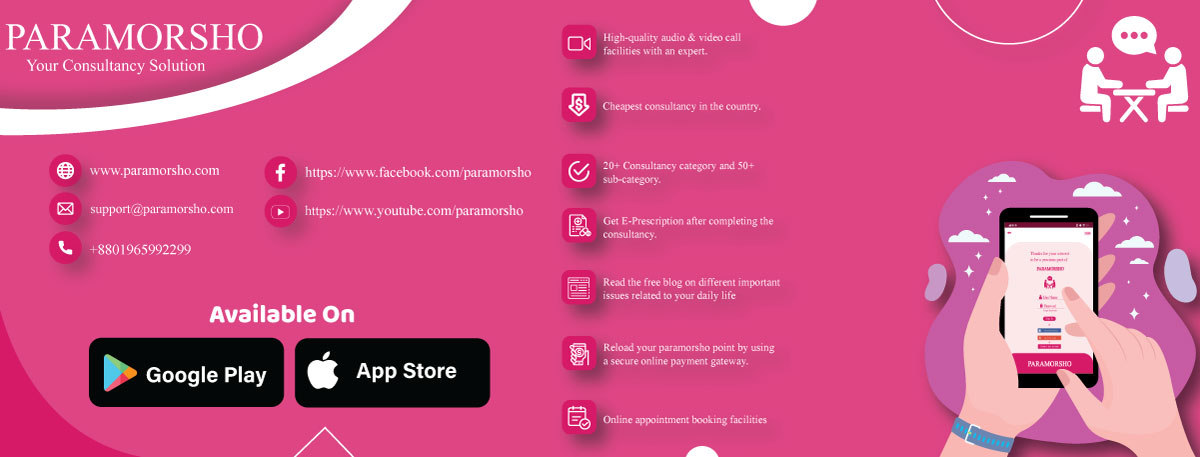 PARAMORSHO
Your Consultancy Solution
www.paramorsho.com
support@paramorsho.com
+8801965992299
https://www.facebook.com/paramorsho
https://www.youtube.com/paramorsho
Available On
Google Play
App Store
High-quality audio & video call
facilities with an expert.
Cheapest consultancy in the country.
20+ Consultancy category and 50+
sub-category.
Get E-Prescription after completing the
consultancy.
Read the free blog on different important
issues related to your daily life
Reload your paramorsho point by using
a secure online payment gateway.
Online appointment booking facilities
PARAMORSHO
PARAMORSHO